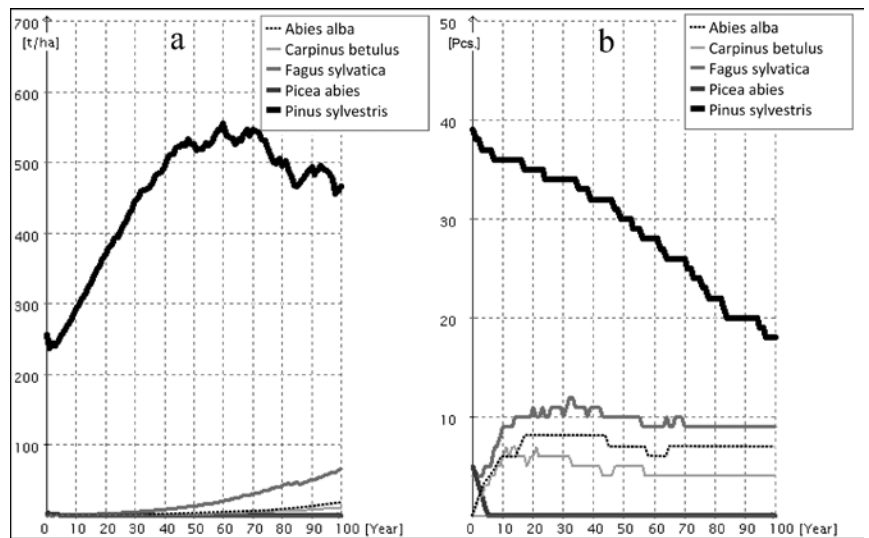 700
[t/ha]
a
600
500
400
300
200
100
0 10 20 30 40 50 60 70 80 90 100 [Year]
Abies alba
Carpinus betulus
Fagus sylvatica
Picea abies
Pinus sylvestris
50
[Pcs.]
b
40
30
20
10
0 10 20 30 40 50 60 70 80 90 100 [Year]
Abies alba
Carpinus betulus
Fagus sylvatica
Picea abies
Pinus sylvestris